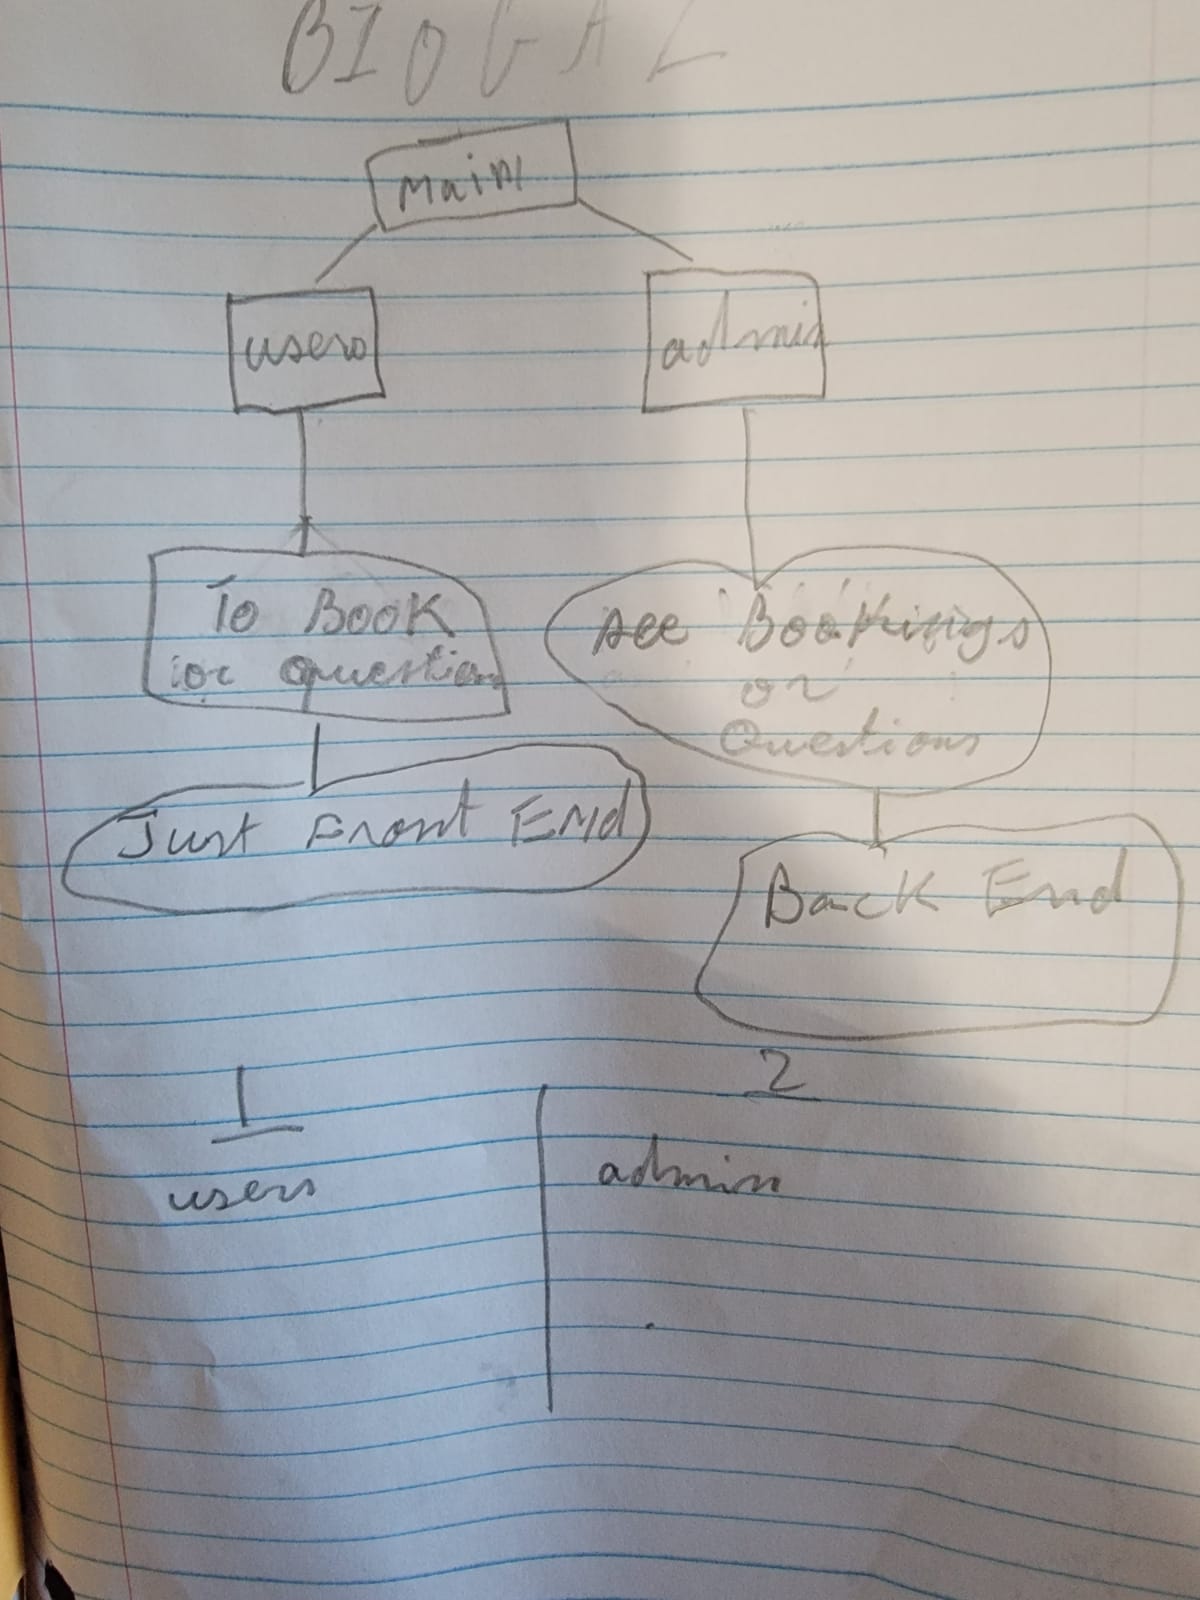 BIOGAZ
Main
users
admin
To Book
or question
see Bookings
or
Questions
Just Front End
Back End
1
2
users
admin